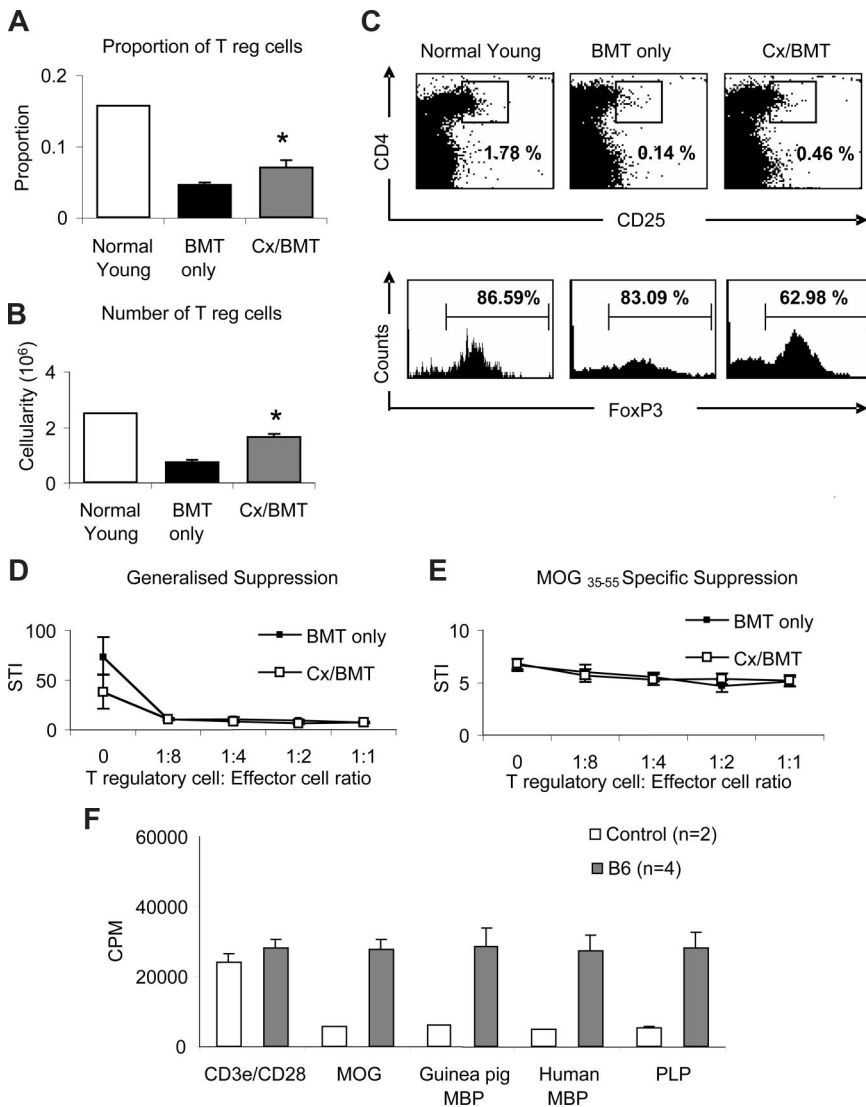 A
Proportion of T reg cells
0.2
0.1
0
Proportion
*
Normal Young
BMT only
Cx/BMT
B
Number of T reg cells
4
2
0
Cellularity (10⁶)
*
Normal Young
BMT only
Cx/BMT
C
Normal Young
BMT only
Cx/BMT
CD4
1.78 %
0.14 %
0.46 %
CD25
Counts
86.59%
83.09 %
62.98 %
FoxP3
D
Generalised Suppression
100
50
0
STI
BMT only
Cx/BMT
0 1:8 1:4 1:2 1:1
T regulatory cell: Effector cell ratio
E
MOG 35-55 Specific Suppression
10
5
0
STI
BMT only
Cx/BMT
0 1:8 1:4 1:2 1:1
T regulatory cell: Effector cell ratio
F
60000
40000
20000
0
CPM
Control (n=2)
B6 (n=4)
CD3e/CD28
MOG
Guinea pig MBP
Human MBP
PLP